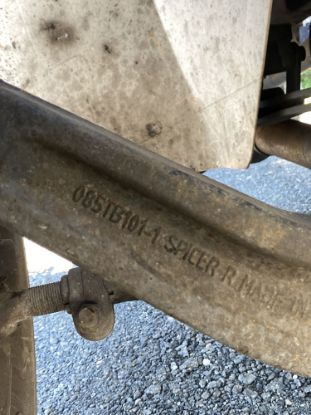 085TB101-1 SPICER-R. MADE IN